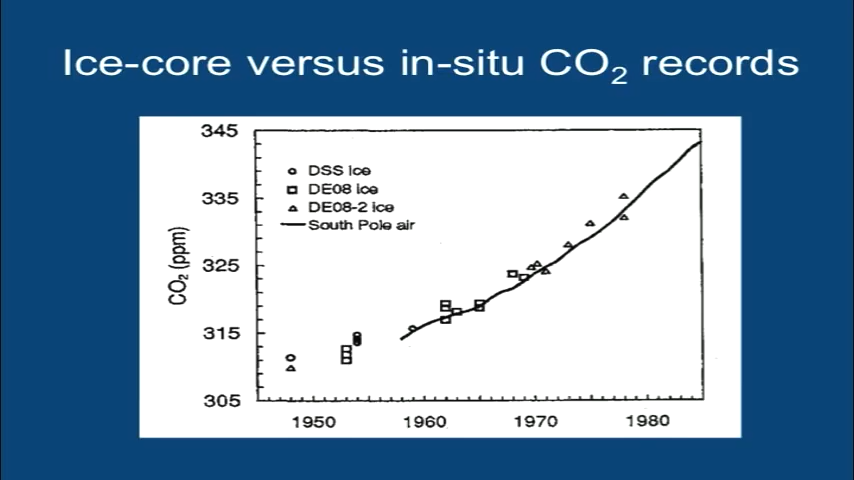 Ice-core versus in-situ CO₂ records
345
335
325
315
305
CO₂ (ppm)
DSS ice
DE08 ice
DE08-2 ice
South Pole air
1950 1960 1970 1980